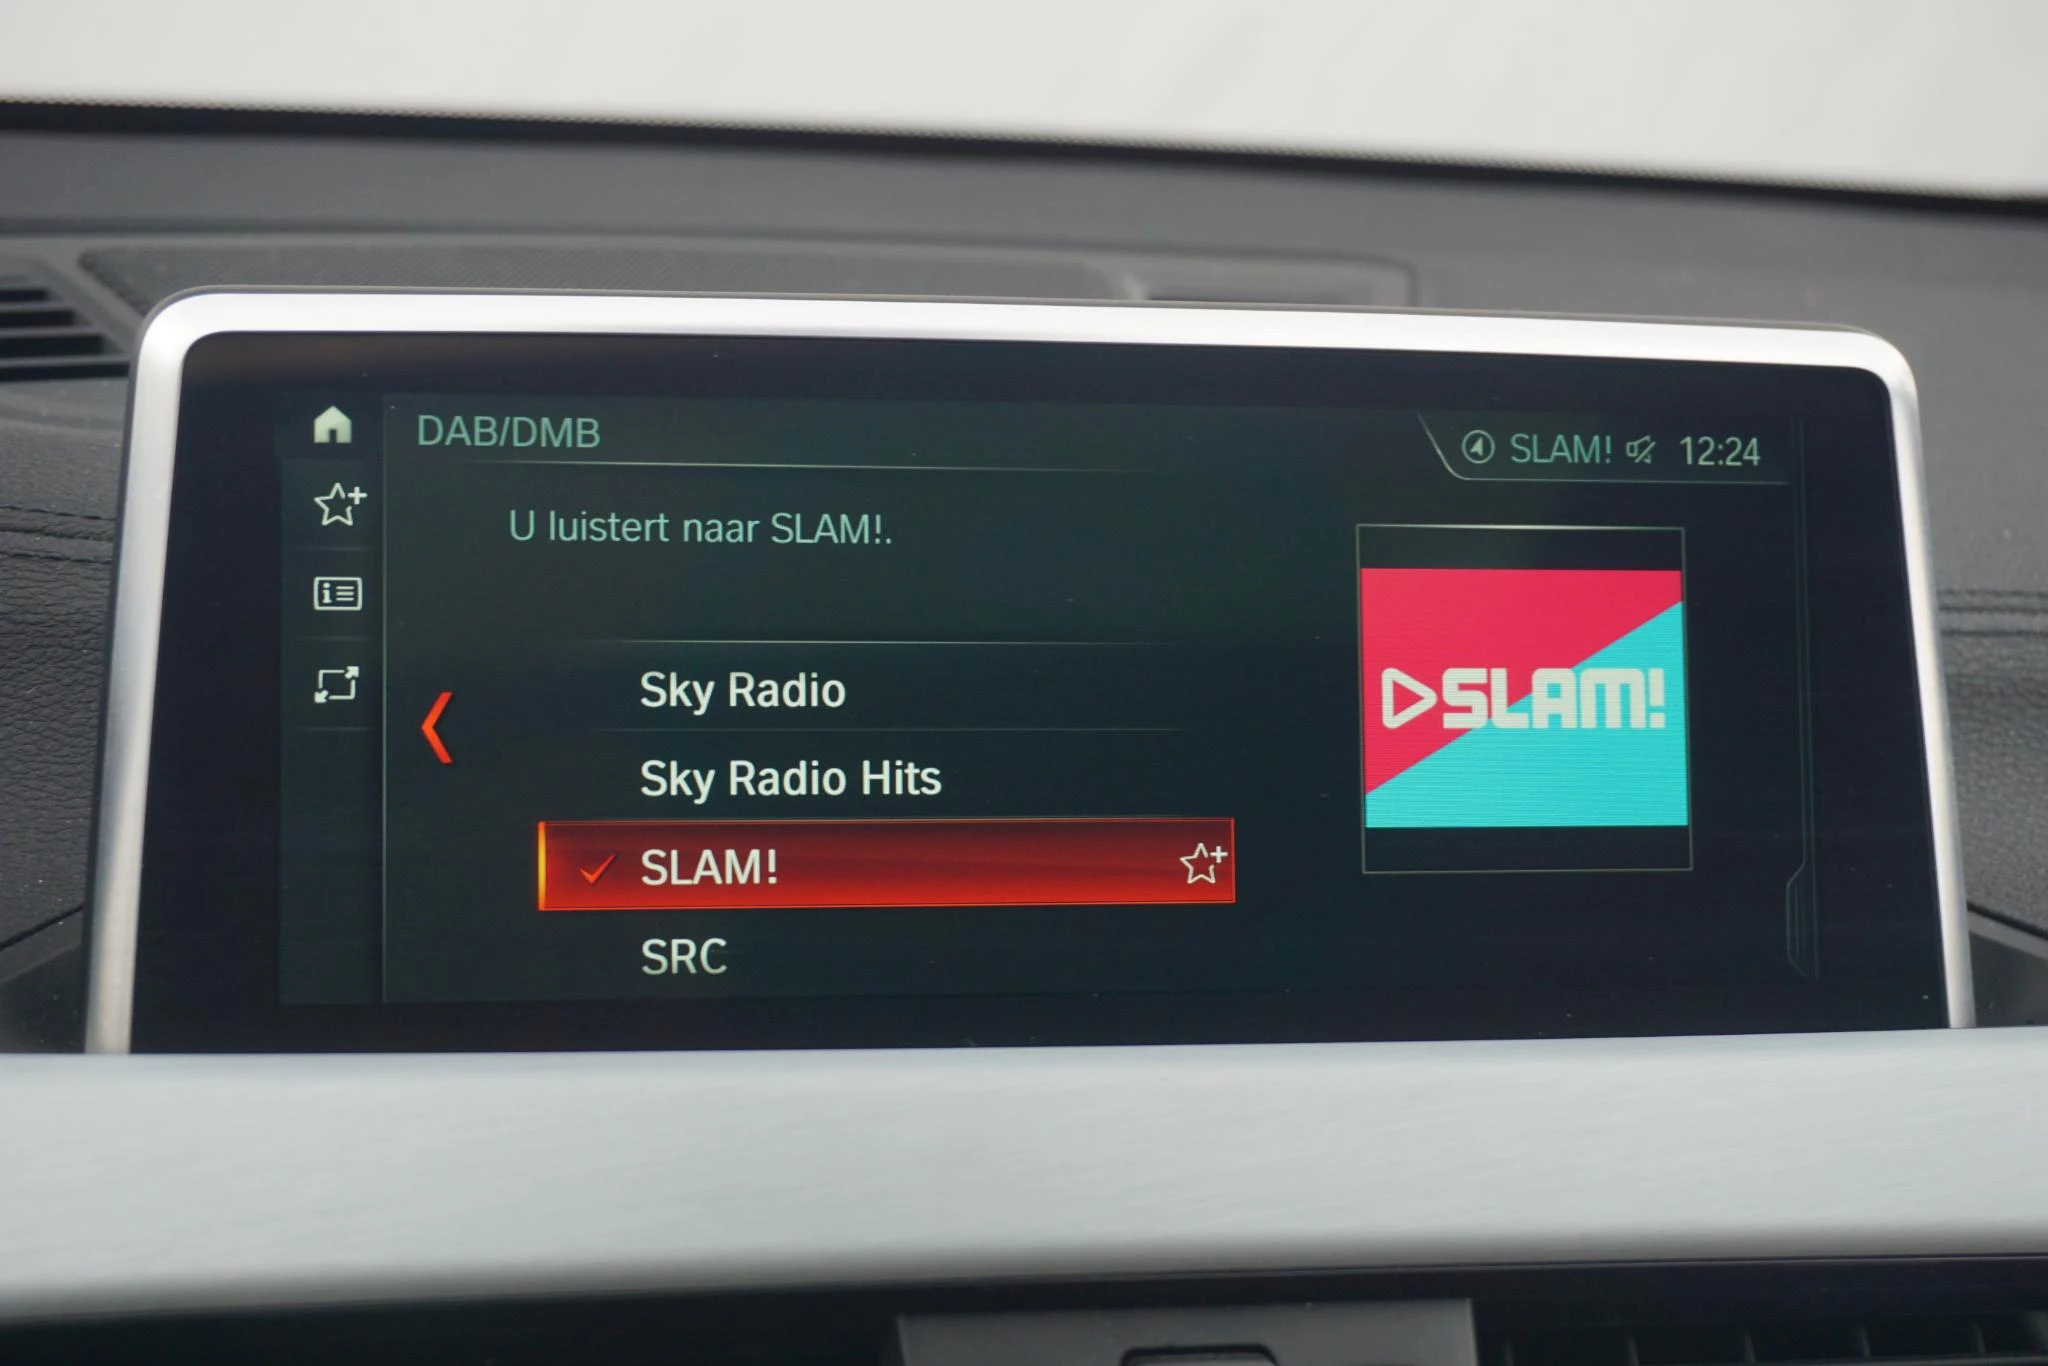 DAB/DMB
SLAM! 12:24
U luistert naar SLAM!.
Sky Radio
Sky Radio Hits
SLAM!
SRC
SLAM!